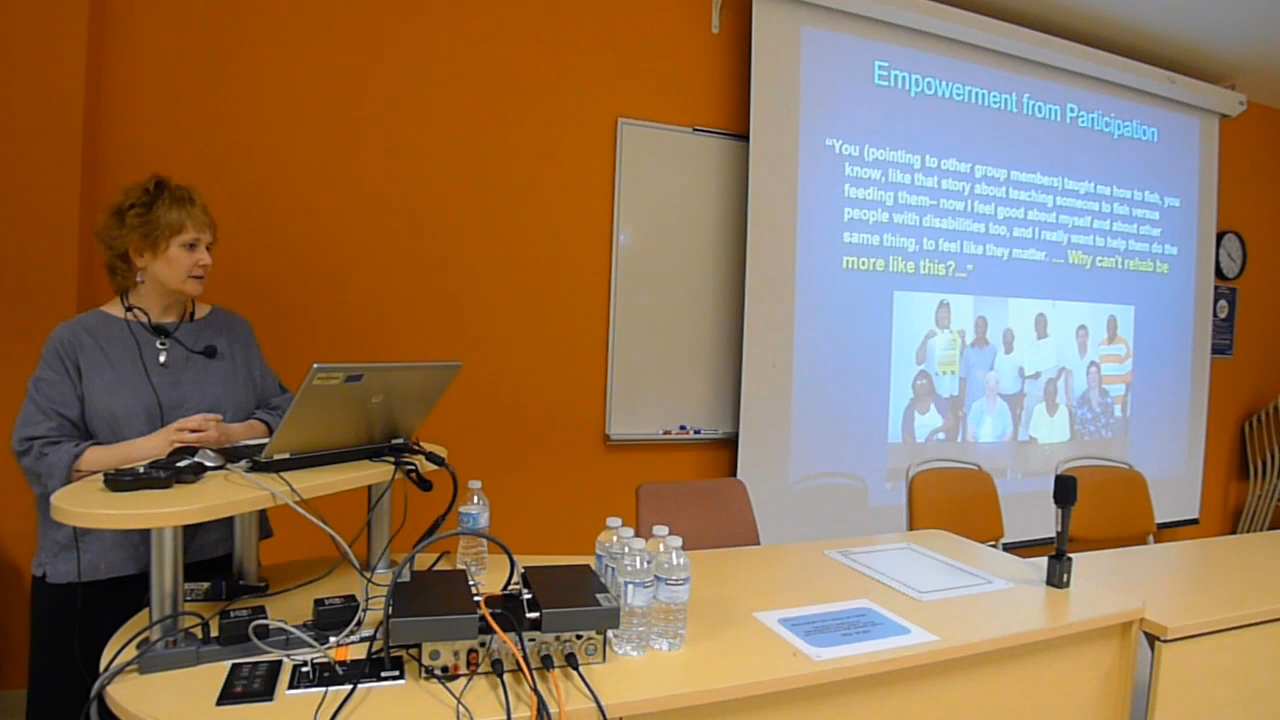 Empowerment from Participation
“You (pointing to other group members) taught me how to fish, you
know, like that story about teaching someone to fish versus
feeding them– now I feel good about myself and about other
people with disabilities too, and I really want to help them do the
same thing, to feel like they matter. .... Why can't rehab be
more like this?...”